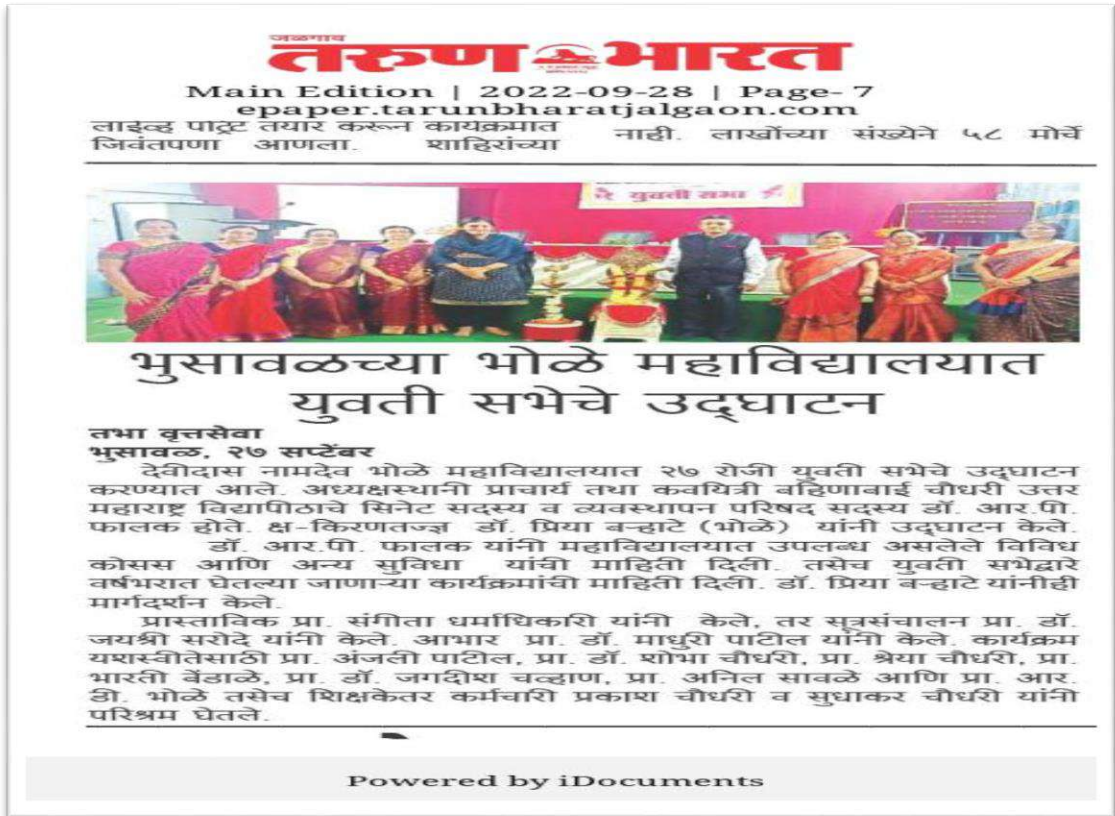 जळगाव
तरुण भारत
Main Edition | 2022-09-28 | Page- 7
epaper.tarunbharatjalgaon.com
लाईव्ह पोट्रेट तयार करून कार्यक्रमात
जिवंतपणा आणला. शाहिरांच्या
नाही. लाखोंच्या संख्येने ५८ मोर्चे
युवती सभा
भुसावळच्या भोळे महाविद्यालयात
युवती सभेचे उद्‌घाटन
तभा वृत्तसेवा
भुसावळ, २७ सप्टेंबर
देवीदास नामदेव भोळे महाविद्यालयात २७ रोजी युवती सभेचे उद्‌घाटन
करण्यात आले. अध्यक्षस्थानी प्राचार्य तथा कवयित्री बहिणाबाई चौधरी उत्तर
महाराष्ट्र विद्यापीठाचे सिनेट सदस्य व व्यवस्थापन परिषद सदस्य डॉ. आर.पी.
फालक होते. क्ष-किरणतज्ज्ञ डॉ. प्रिया बऱ्हाटे (भोळे) यांनी उद्‌घाटन केले.
डॉ. आर.पी. फालक यांनी महाविद्यालयात उपलब्ध असलेले विविध
कोसस आणि अन्य सुविधा यांची माहिती दिली. तसेच युवती सभेद्वारे
वर्षभरात घेतल्या जाणाऱ्या कार्यक्रमांची माहिती दिली. डॉ. प्रिया बऱ्हाटे यांनीही
मार्गदर्शन केले.
प्रास्ताविक प्रा. संगीता धर्माधिकारी यांनी केले, तर सूत्रसंचालन प्रा. डॉ.
जयश्री सरोदे यांनी केले. आभार प्रा. डॉ. माधुरी पाटील यांनी केले. कार्यक्रम
यशस्वीतेसाठी प्रा. अंजली पाटील, प्रा. डॉ. शोभा चौधरी, प्रा. श्रेया चौधरी, प्रा.
भारती बेंडाळे, प्रा. डॉ. जगदीश चव्हाण, प्रा. अनिल सावळे आणि प्रा. आर.
डी. भोळे तसेच शिक्षकेतर कर्मचारी प्रकाश चौधरी व सुधाकर चौधरी यांनी
परिश्रम घेतले.
Powered by iDocuments